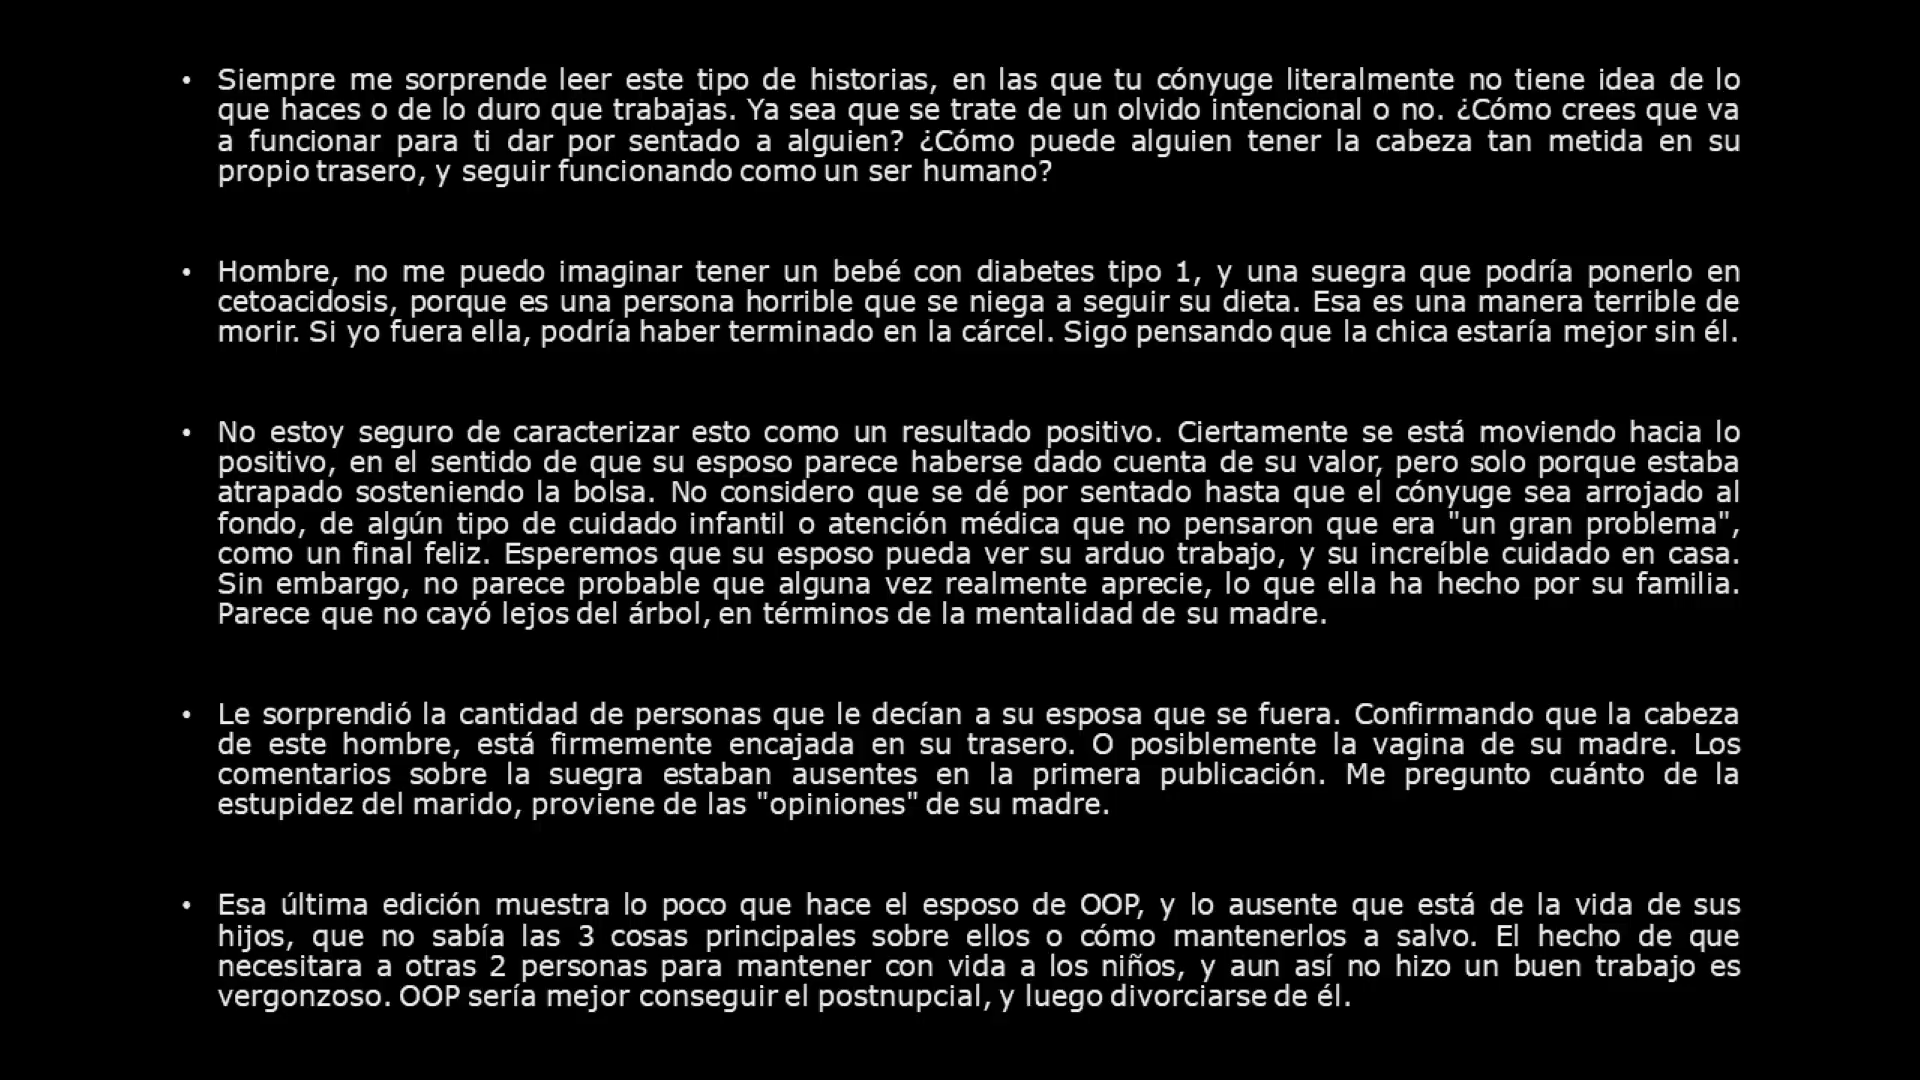 • Siempre me sorprende leer este tipo de historias, en las que tu cónyuge literalmente no tiene idea de lo
que haces o de lo duro que trabajas. Ya sea que se trate de un olvido intencional o no. ¿Cómo crees que va
a funcionar para ti dar por sentado a alguien? ¿Cómo puede alguien tener la cabeza tan metida en su
propio trasero, y seguir funcionando como un ser humano?
• Hombre, no me puedo imaginar tener un bebé con diabetes tipo 1, y una suegra que podría ponerlo en
cetoacidosis, porque es una persona horrible que se niega a seguir su dieta. Esa es una manera terrible de
morir. Si yo fuera ella, podría haber terminado en la cárcel. Sigo pensando que la chica estaría mejor sin él.
• No estoy seguro de caracterizar esto como un resultado positivo. Ciertamente se está moviendo hacia lo
positivo, en el sentido de que su esposo parece haberse dado cuenta de su valor, pero solo porque estaba
atrapado sosteniendo la bolsa. No considero que se dé por sentado hasta que el cónyuge sea arrojado al
fondo, de algún tipo de cuidado infantil o atención médica que no pensaron que era "un gran problema",
como un final feliz. Esperemos que su esposo pueda ver su arduo trabajo, y su increíble cuidado en casa.
Sin embargo, no parece probable que alguna vez realmente aprecie, lo que ella ha hecho por su familia.
Parece que no cayó lejos del árbol, en términos de la mentalidad de su madre.
• Le sorprendió la cantidad de personas que le decían a su esposa que se fuera. Confirmando que la cabeza
de este hombre, está firmemente encajada en su trasero. O posiblemente la vagina de su madre. Los
comentarios sobre la suegra estaban ausentes en la primera publicación. Me pregunto cuánto de la
estupidez del marido, proviene de las "opiniones" de su madre.
• Esa última edición muestra lo poco que hace el esposo de OOP, y lo ausente que está de la vida de sus
hijos, que no sabía las 3 cosas principales sobre ellos o cómo mantenerlos a salvo. El hecho de que
necesitara a otras 2 personas para mantener con vida a los niños, y aun así no hizo un buen trabajo es
vergonzoso. OOP sería mejor conseguir el postnupcial, y luego divorciarse de él.